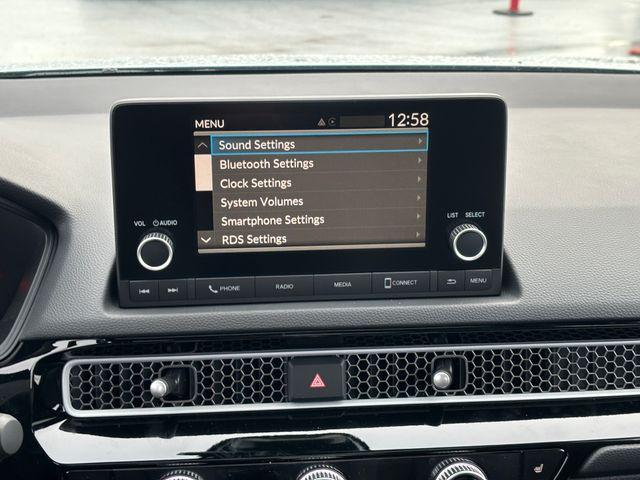 MENU 12:58
Sound Settings
Bluetooth Settings
Clock Settings
System Volumes
Smartphone Settings
RDS Settings
VOL AUDIO
LIST SELECT
PHONE RADIO MEDIA CONNECT MENU